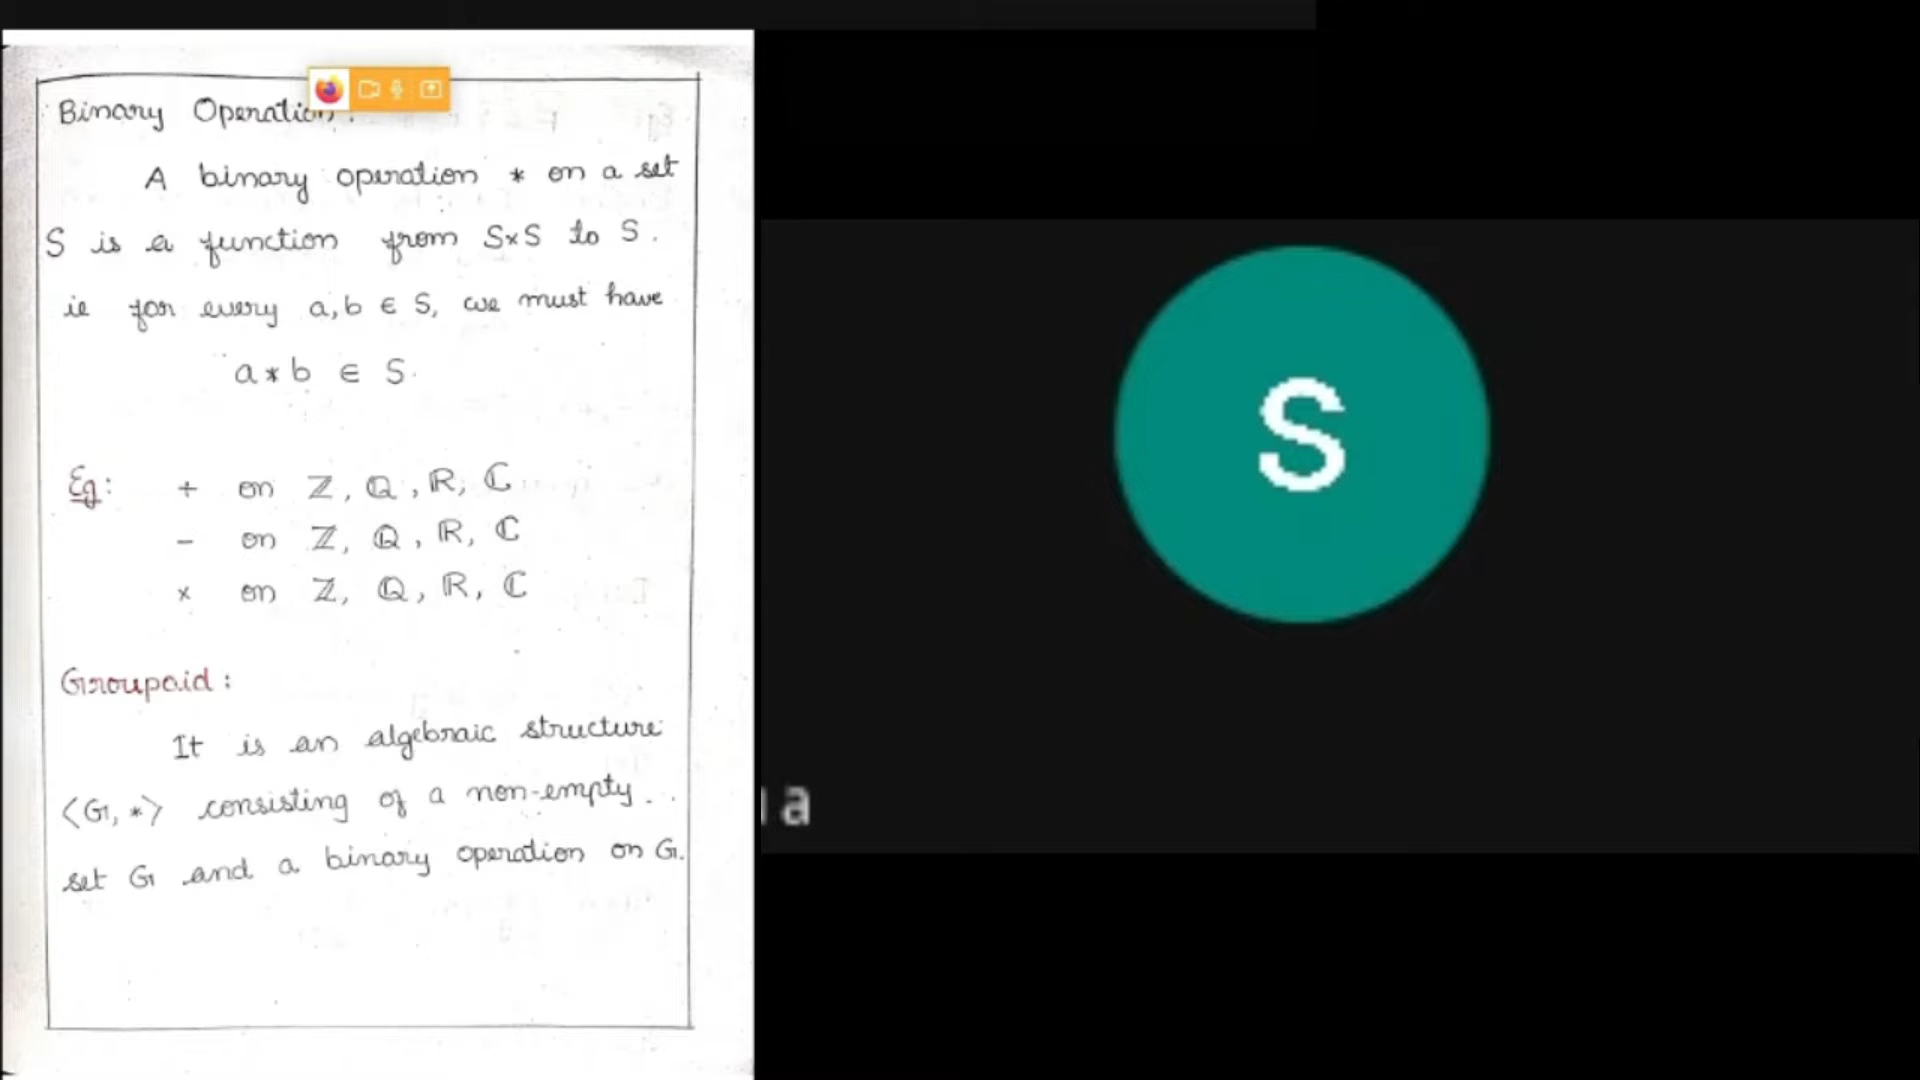 Binary Operation :
A binary operation * on a set
S is a function from S×S to S.
ie for every a, b ∈ S, we must have
a * b ∈ S.
Eg: + on ℤ, ℚ, ℝ, ℂ
− on ℤ, ℚ, ℝ, ℂ
× on ℤ, ℚ, ℝ, ℂ
Groupoid :
It is an algebraic structure
⟨G, *⟩ consisting of a non-empty
set G and a binary operation on G.
S
a